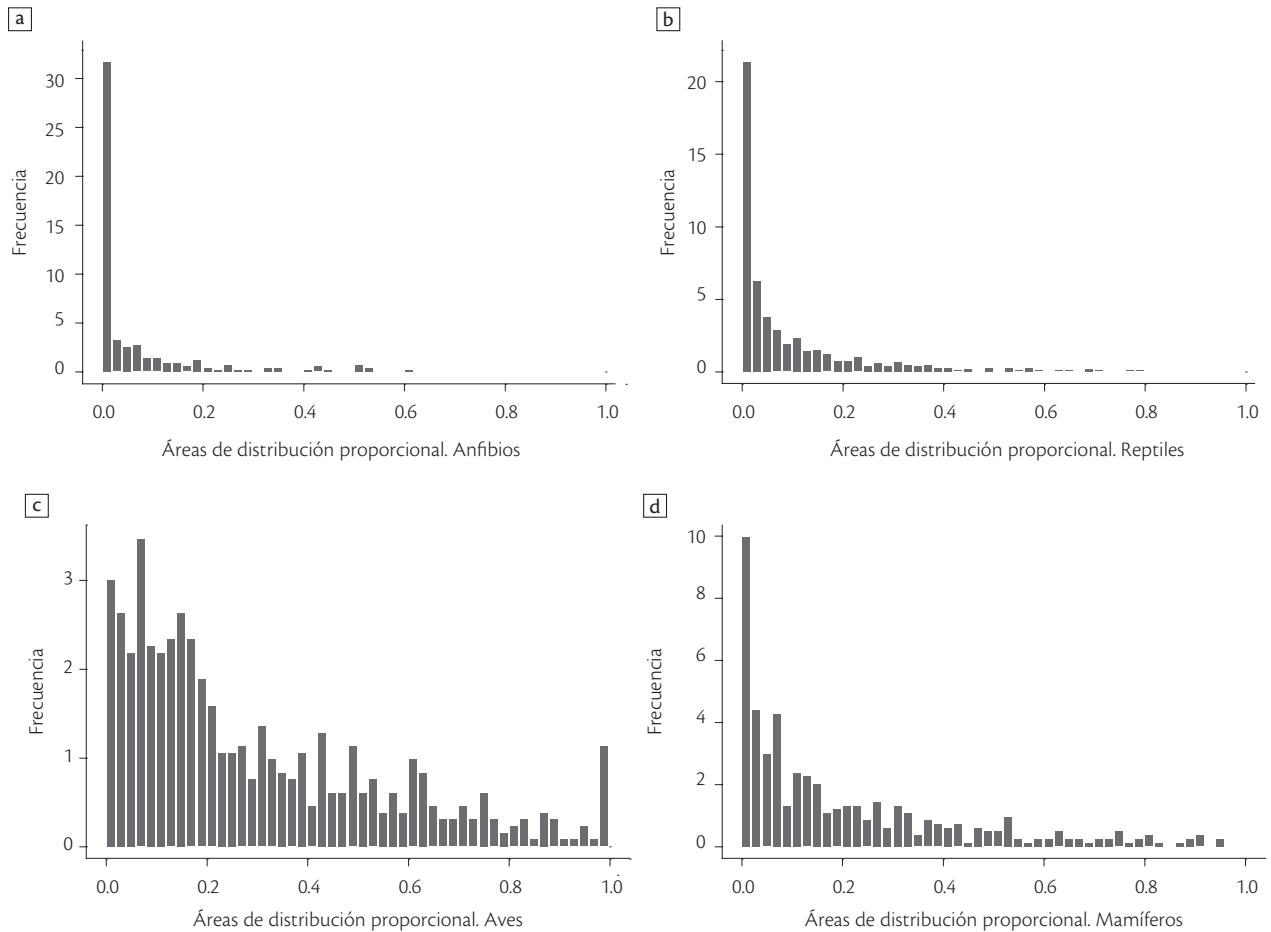 a
30
25
20
15
10
5
0
Frecuencia
0.0 0.2 0.4 0.6 0.8 1.0
Áreas de distribución proporcional. Anfibios
b
20
15
10
5
0
Frecuencia
0.0 0.2 0.4 0.6 0.8 1.0
Áreas de distribución proporcional. Reptiles
c
3
2
1
0
Frecuencia
0.0 0.2 0.4 0.6 0.8 1.0
Áreas de distribución proporcional. Aves
d
10
8
6
4
2
0
Frecuencia
0.0 0.2 0.4 0.6 0.8 1.0
Áreas de distribución proporcional. Mamíferos